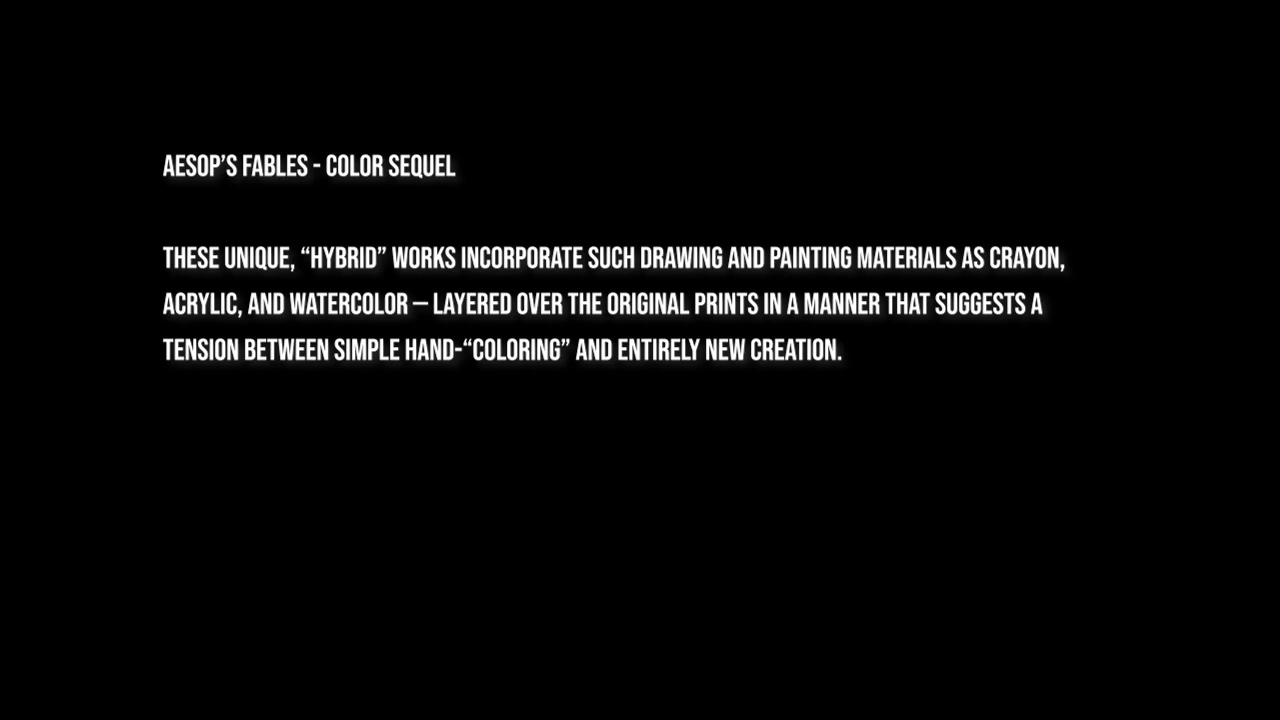 AESOP’S FABLES - COLOR SEQUEL
THESE UNIQUE, “HYBRID” WORKS INCORPORATE SUCH DRAWING AND PAINTING MATERIALS AS CRAYON,
ACRYLIC, AND WATERCOLOR – LAYERED OVER THE ORIGINAL PRINTS IN A MANNER THAT SUGGESTS A
TENSION BETWEEN SIMPLE HAND-“COLORING” AND ENTIRELY NEW CREATION.